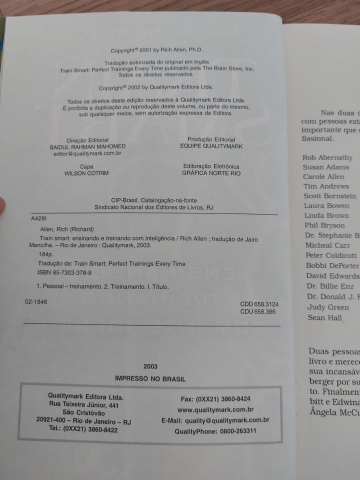 Copyright® 2001 by Rich Allen, Ph.D.
Tradução autorizada do original em inglês
Train Smart: Perfect Trainings Every Time publicado pela The Brain Store, Inc.
Todos os direitos reservados.
Copyright® 2002 by Qualitymark Editora Ltda.
Todos os direitos desta edição reservados à Qualitymark Editora Ltda.
É proibida a duplicação ou reprodução deste volume, ou parte do mesmo,
sob quaisquer meios, sem autorização expressa da Editora.
Direção Editorial
SAIDUL RAHMAN MAHOMED
editor@qualitymark.com.br
Produção Editorial
EQUIPE QUALITYMARK
Capa
WILSON COTRIM
Editoração Eletrônica
GRÁFICA NORTE RIO
CIP-Brasil. Catalogação-na-fonte
Sindicato Nacional dos Editores de Livros, RJ
A428t
Allen, Rich (Richard)
Train smart: ensinando e treinando com inteligência / Rich Allen ; tradução de Jairo
Mancilha. – Rio de Janeiro : Qualitymark, 2003.
184p.
Tradução de: Train Smart: Perfect Trainings Every Time
ISBN 85-7303-378-9
1. Pessoal – treinamento. 2. Treinamento. I. Título.
02-1846
CDD 658.3124
CDU 658.386
2003
IMPRESSO NO BRASIL
Qualitymark Editora Ltda.
Rua Teixeira Júnior, 441
São Cristóvão
20921-400 – Rio de Janeiro – RJ
Tel.: (0XX21) 3860-8422
Fax: (0XX21) 3860-8424
www.qualitymark.com.br
E-Mail: quality@qualitymark.com.br
QualityPhone: 0800-263311
Nas duas
com pessoas
importante que
fissional.
Rob Abernathy
Susan Adams
Carole Allen
Tim Andrews
Scott Bornstein
Laura Bowen
Linda Brown
Phil Bryson
Dr. Stephanie
Micheal Carr
Peter Coldicott
Bobbi DePorter
David Edwards
Dr. Billie Enz
Dr. Donald J.
Judy Green
Sean Hall
Duas pessoas
livro e merece
sua incansáv
berger por su
to. Finalment
bitt e Edwina
Ângela McCu